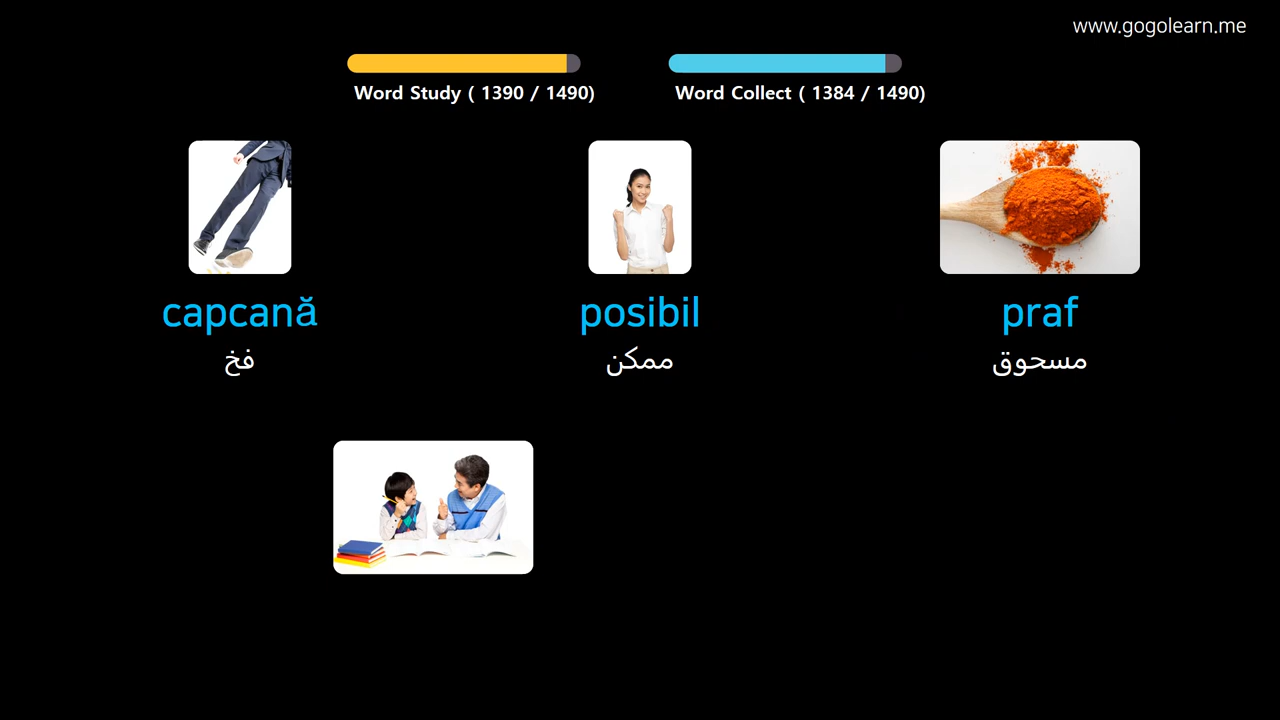 www.gogolearn.me
Word Study ( 1390 / 1490)
Word Collect ( 1384 / 1490)
capcană
فخ
posibil
ممكن
praf
مسحوق